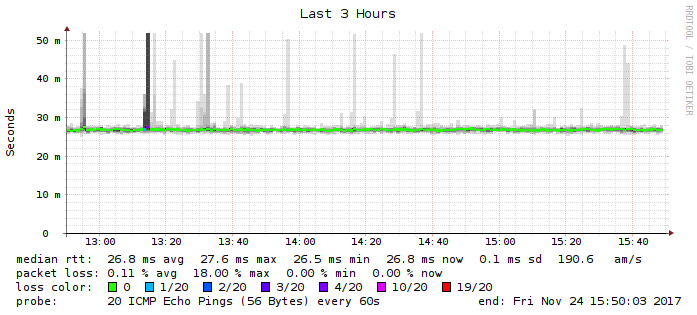 Last 3 Hours
RRDTOOL / TOBI OETIKER
Seconds
50 m
40 m
30 m
20 m
10 m
0
13:00 13:20 13:40 14:00 14:20 14:40 15:00 15:20 15:40
median rtt: 26.8 ms avg 27.6 ms max 26.5 ms min 26.8 ms now 0.1 ms sd 190.6 am/s
packet loss: 0.11 % avg 18.00 % max 0.00 % min 0.00 % now
loss color: 0 1/20 2/20 3/20 4/20 10/20 19/20
probe: 20 ICMP Echo Pings (56 Bytes) every 60s end: Fri Nov 24 15:50:03 2017